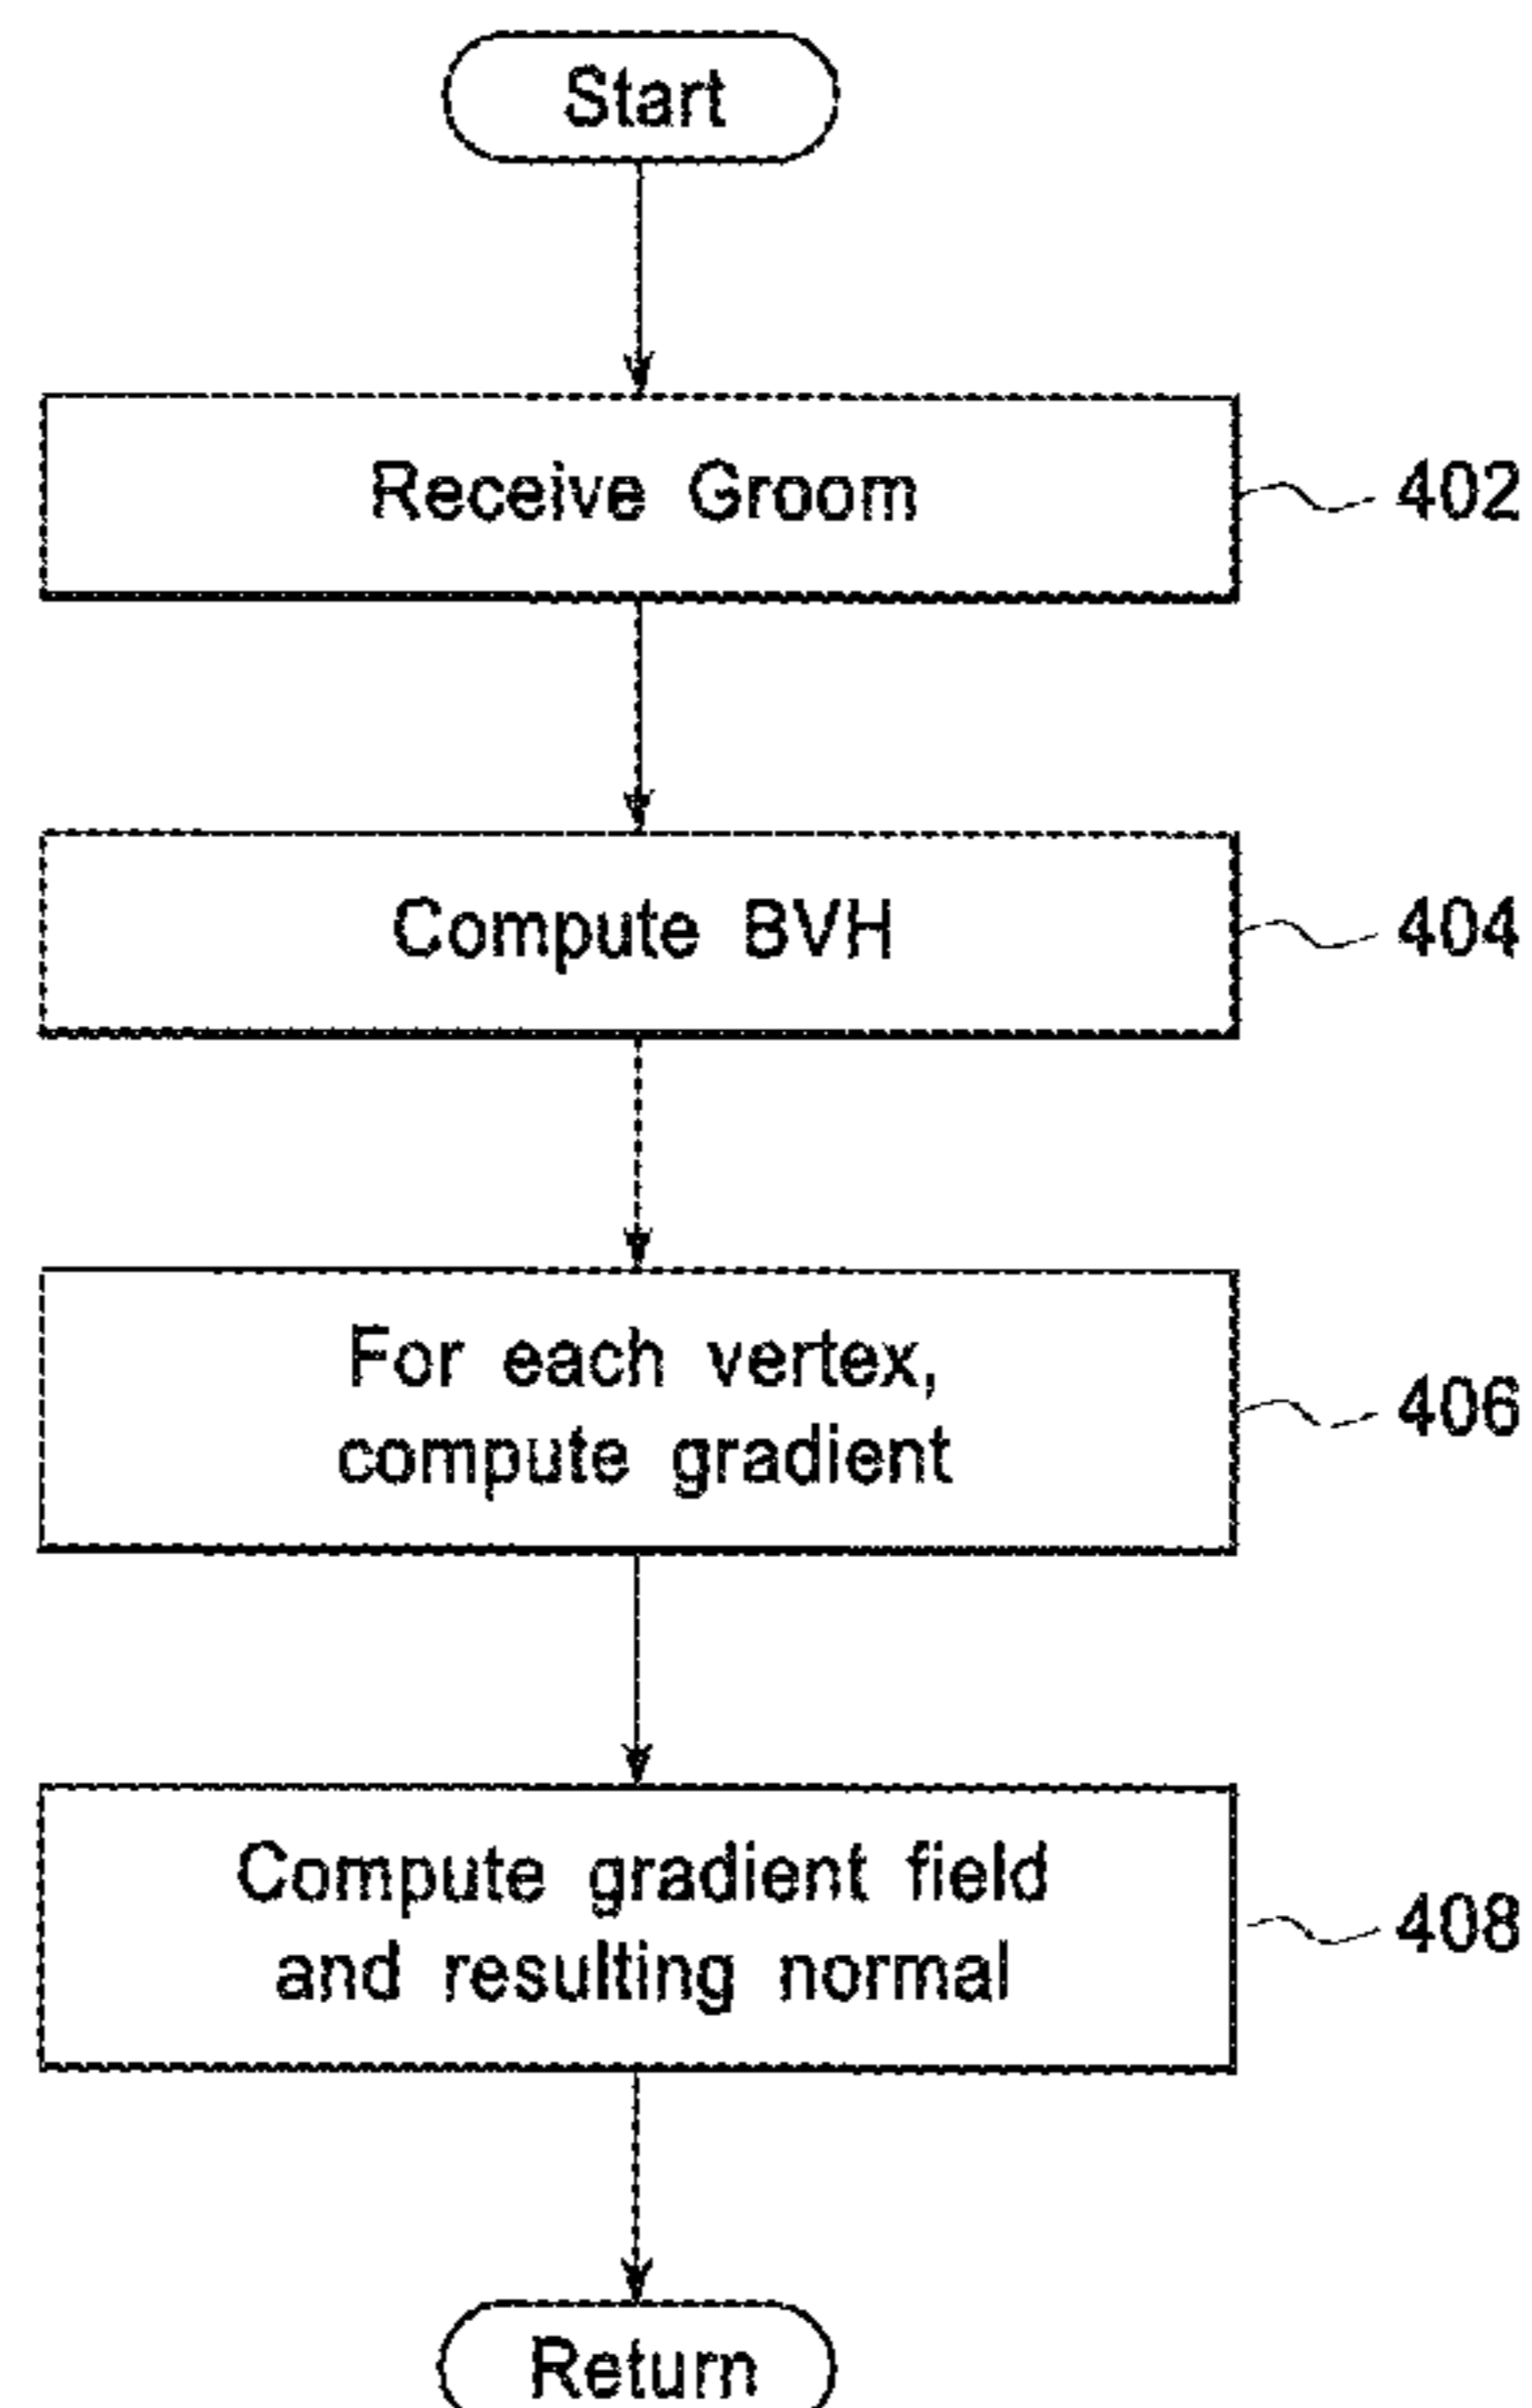 Start
Receive Groom
402
Compute BVH
404
For each vertex,
compute gradient
406
Compute gradient field
and resulting normal
408
Return